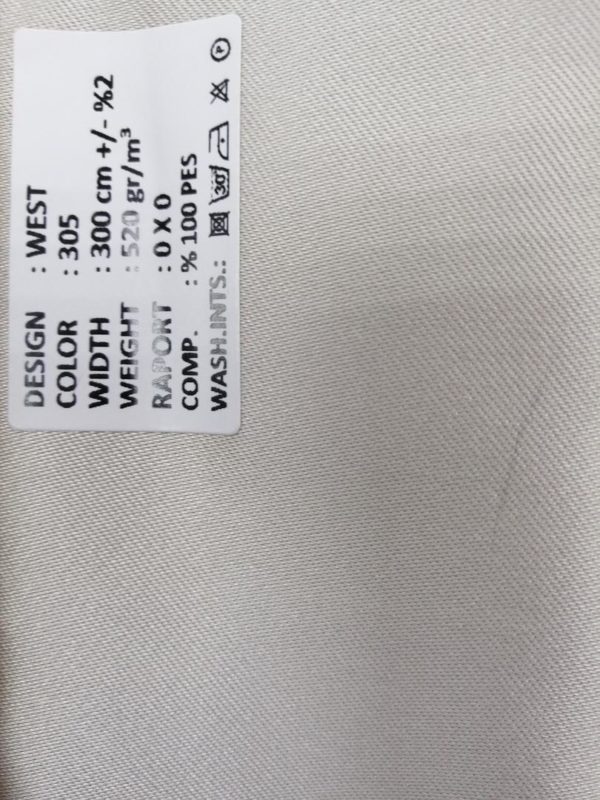 DESIGN : WEST
COLOR : 305
WIDTH : 300 cm +/- %2
WEIGHT : 520 gr/m³
RAPORT : 0 X 0
COMP. : % 100 PES
WASH.INTS.: 30 P